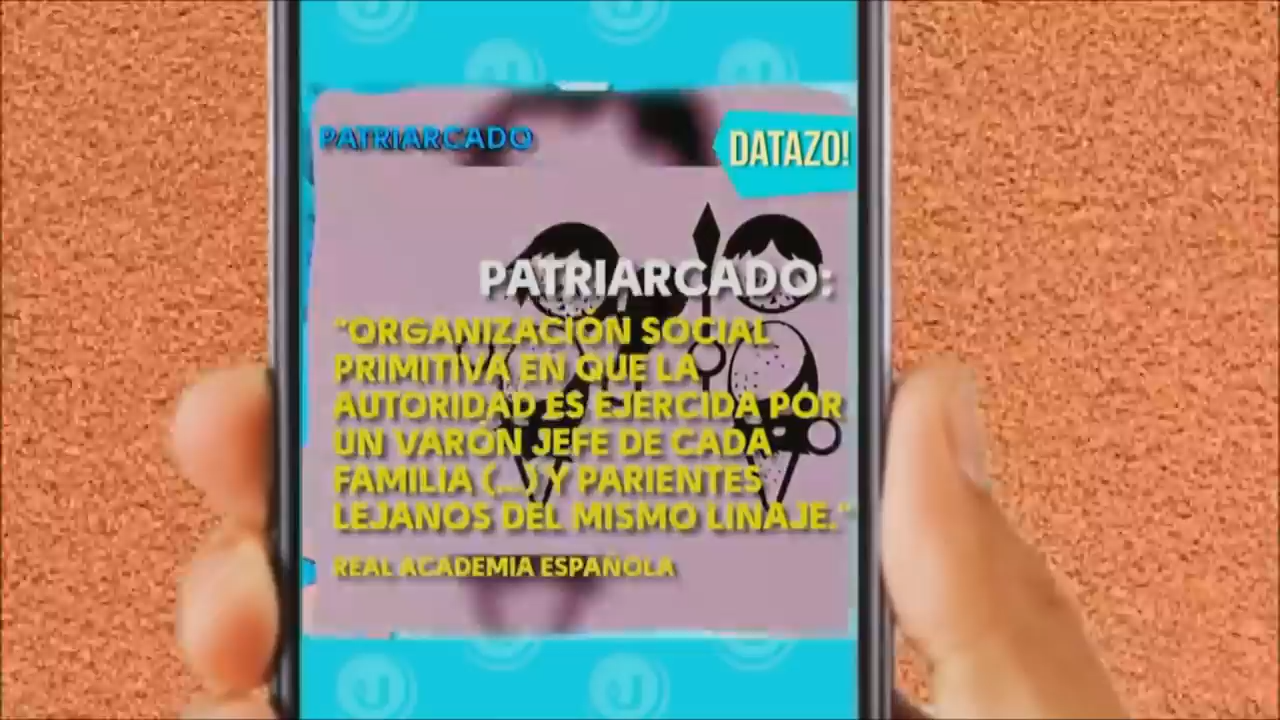 PATRIARCADO
DATAZO!
PATRIARCADO:
"ORGANIZACIÓN SOCIAL
PRIMITIVA EN QUE LA
AUTORIDAD ES EJERCIDA POR
UN VARÓN JEFE DE CADA
FAMILIA (...) Y PARIENTES
LEJANOS DEL MISMO LINAJE."
REAL ACADEMIA ESPAÑOLA